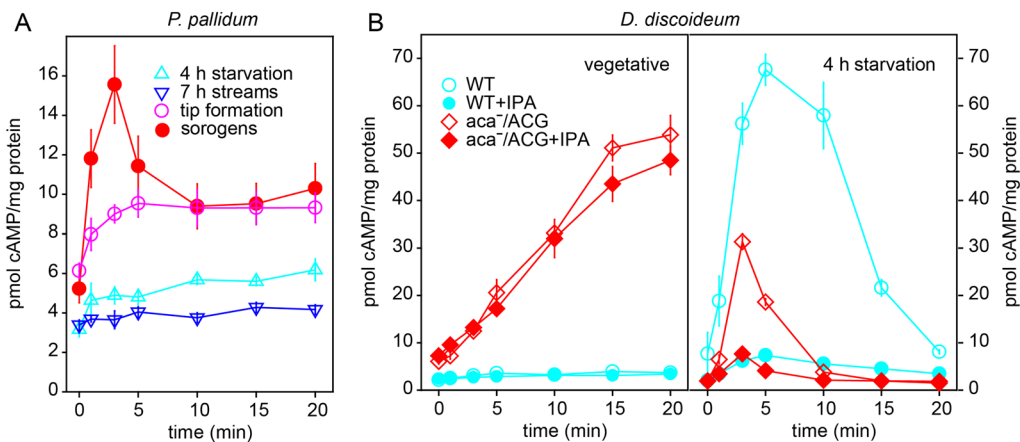 A
P. pallidum
pmol cAMP/mg protein
16
14
12
10
8
6
4
2
0
4 h starvation
7 h streams
tip formation
sorogens
0 5 10 15 20
time (min)
B
D. discoideum
pmol cAMP/mg protein
70
60
50
40
30
20
10
0
vegetative
WT
WT+IPA
aca⁻/ACG
aca⁻/ACG+IPA
0 5 10 15 20
time (min)
4 h starvation
70
60
50
40
30
20
10
0
pmol cAMP/mg protein
0 5 10 15 20
time (min)